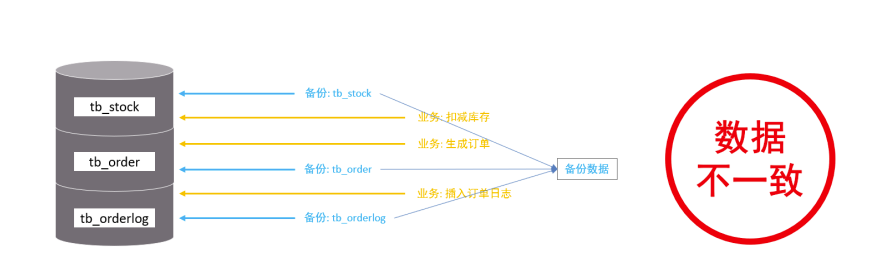 备份: tb_stock
tb_stock
业务: 扣减库存
业务: 生成订单
tb_order
备份: tb_order
备份数据
业务: 插入订单日志
tb_orderlog
备份: tb_orderlog
数据
不一致